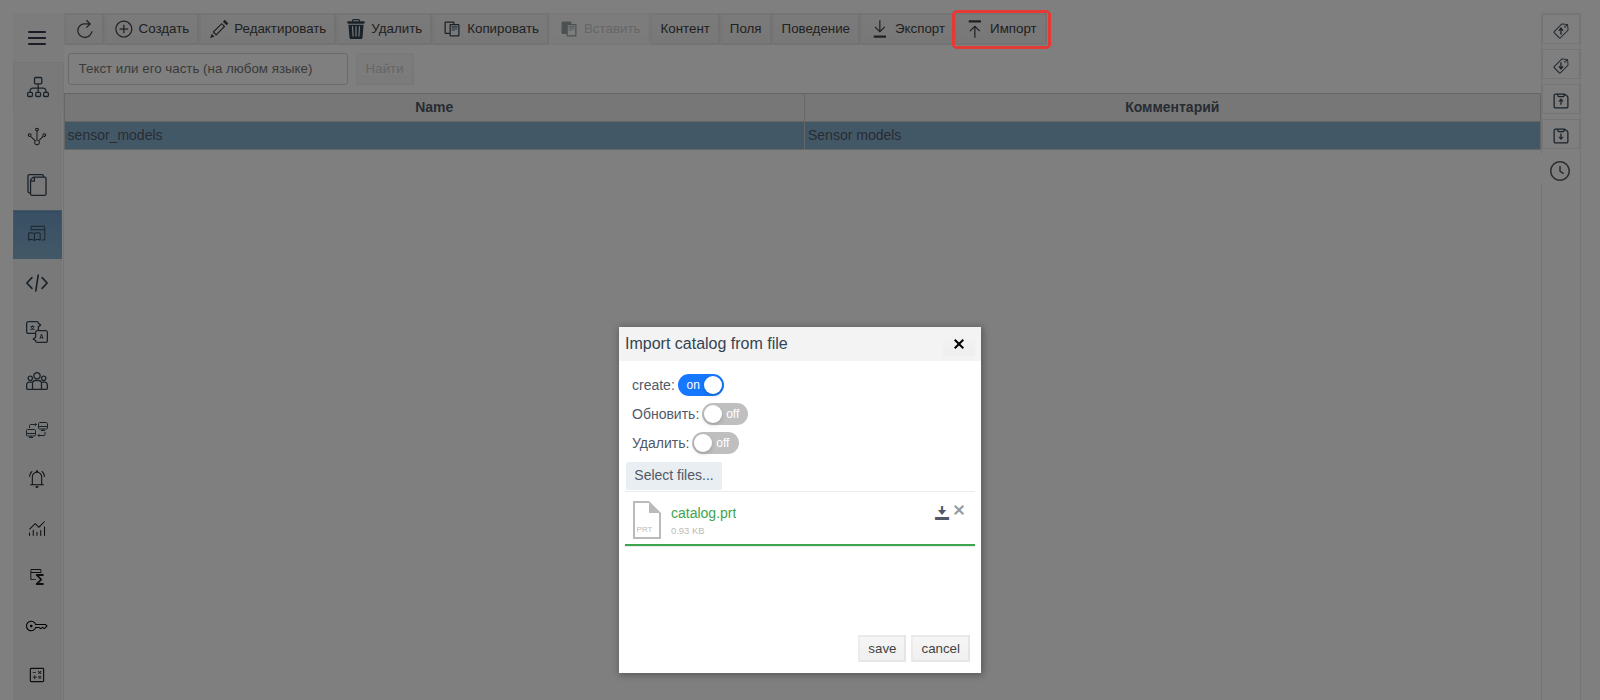 Создать Редактировать Удалить Копировать Вставить Контент Поля Поведение Экспорт Импорт
Текст или его часть (на любом языке) Найти
Name Комментарий
sensor_models Sensor models
Import catalog from file
create: on
Обновить: off
Удалить: off
Select files...
catalog.prt
PRT 0.93 KB
save cancel